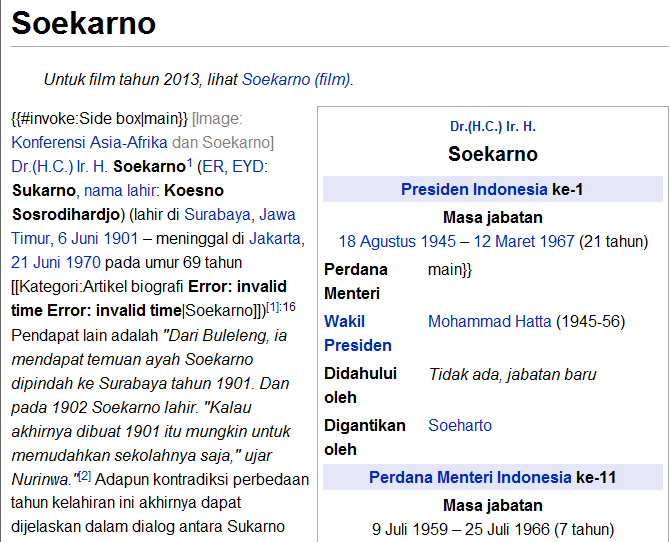 Soekarno
Untuk film tahun 2013, lihat Soekarno (film).
{{#invoke:Side box|main}} [Image:
Konferensi Asia-Afrika dan Soekarno]
Dr.(H.C.) Ir. H. Soekarno1 (ER, EYD:
Sukarno, nama lahir: Koesno
Sosrodihardjo) (lahir di Surabaya, Jawa
Timur, 6 Juni 1901 – meninggal di Jakarta,
21 Juni 1970 pada umur 69 tahun
[[Kategori:Artikel biografi Error: invalid
time Error: invalid time|Soekarno]])[1]:16
Pendapat lain adalah "Dari Buleleng, ia
mendapat temuan ayah Soekarno
dipindah ke Surabaya tahun 1901. Dan
pada 1902 Soekarno lahir. "Kalau
akhirnya dibuat 1901 itu mungkin untuk
memudahkan sekolahnya saja," ujar
Nurinwa."[2] Adapun kontradiksi perbedaan
tahun kelahiran ini akhirnya dapat
dijelaskan dalam dialog antara Sukarno
Dr.(H.C.) Ir. H.
Soekarno
Presiden Indonesia ke-1
Masa jabatan
18 Agustus 1945 – 12 Maret 1967 (21 tahun)
Perdana Menteri main}}
Wakil Presiden Mohammad Hatta (1945-56)
Didahului oleh Tidak ada, jabatan baru
Digantikan oleh Soeharto
Perdana Menteri Indonesia ke-11
Masa jabatan
9 Juli 1959 – 25 Juli 1966 (7 tahun)